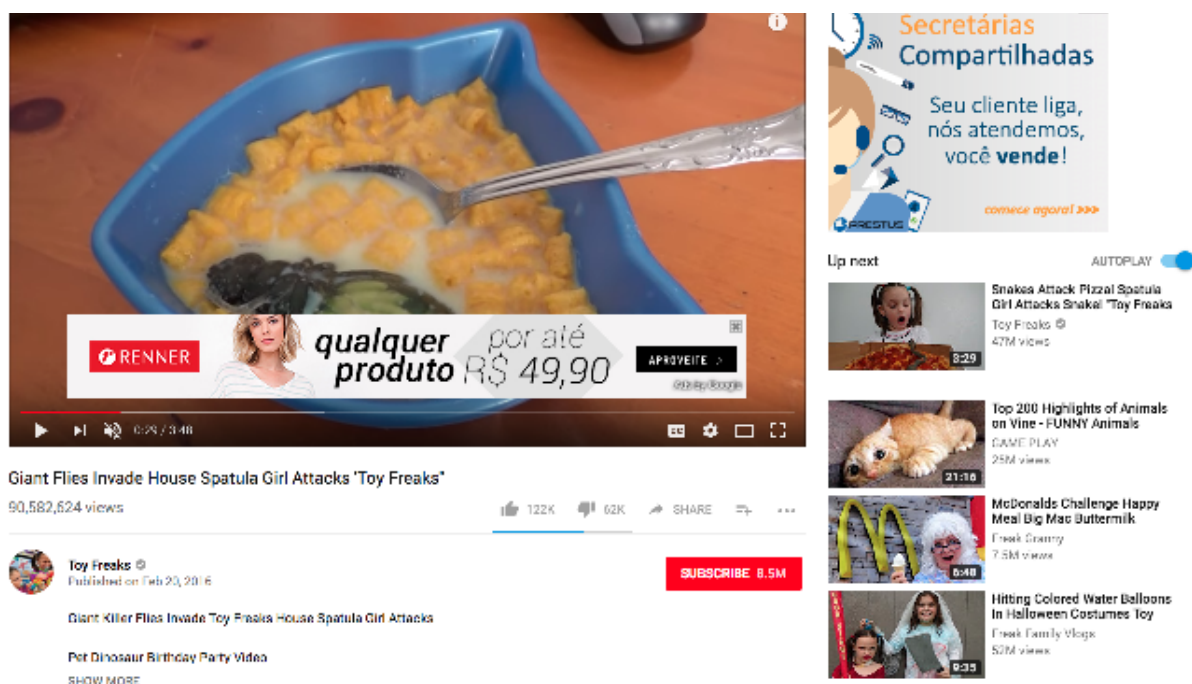 RENNER
qualquer
produto
por até
R$ 49,90
APROVEITE >
Ads by Google
0:29 / 3:48
CC
Giant Flies Invade House Spatula Girl Attacks "Toy Freaks"
90,582,624 views
122K
62K
SHARE
Toy Freaks
Published on Feb 20, 2016
SUBSCRIBE 8.5M
Giant Killer Flies Invade Toy Freaks House Spatula Girl Attacks
Pet Dinosaur Birthday Party Video
SHOW MORE
Secretárias
Compartilhadas
Seu cliente liga,
nós atendemos,
você vende!
comece agora! >>>
PRESTUS
Up next
AUTOPLAY
Snakes Attack Pizza! Spatula
Girl Attacks Snake! "Toy Freaks
Toy Freaks
47M views
3:29
Top 200 Highlights of Animals
on Vine - FUNNY Animals
GAME PLAY
25M views
21:16
McDonalds Challenge Happy
Meal Big Mac Buttermilk
Freak Granny
7.5M views
6:48
Hitting Colored Water Balloons
In Halloween Costumes Toy
Freak Family Vlogs
52M views
9:35